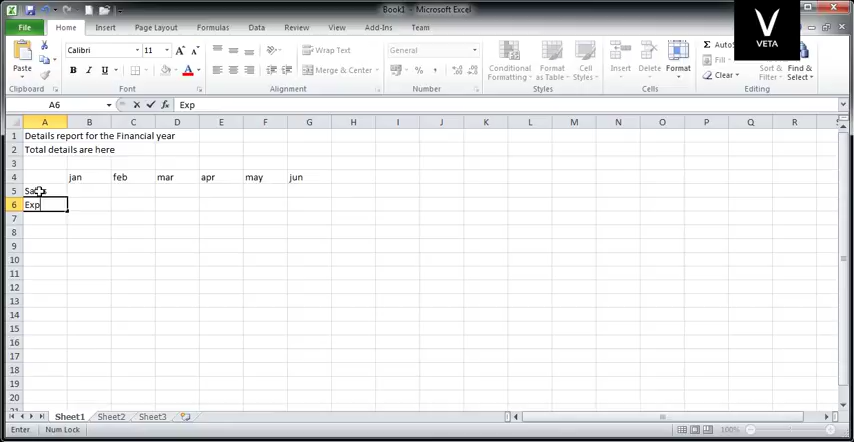 Book1 - Microsoft Excel
V
VETA
File Home Insert Page Layout Formulas Data Review View Add-Ins Team
Paste
Calibri 11
B I U
Wrap Text
Merge & Center
General
Conditional Formatting
Format as Table
Cell Styles
Insert Delete Format
Fill
Clear
Sort & Filter
Find & Select
Clipboard Font Alignment Number Styles Cells Editing
A6 fx Exp
A B C D E F G H I J K L M N O P Q R
1 Details report for the Financial year
2 Total details are here
3
4 jan feb mar apr may jun
5
6 Exp
7
8
9
10
11
12
13
14
15
16
17
18
19
20
21
Sheet1 Sheet2 Sheet3
Enter Num Lock 100%